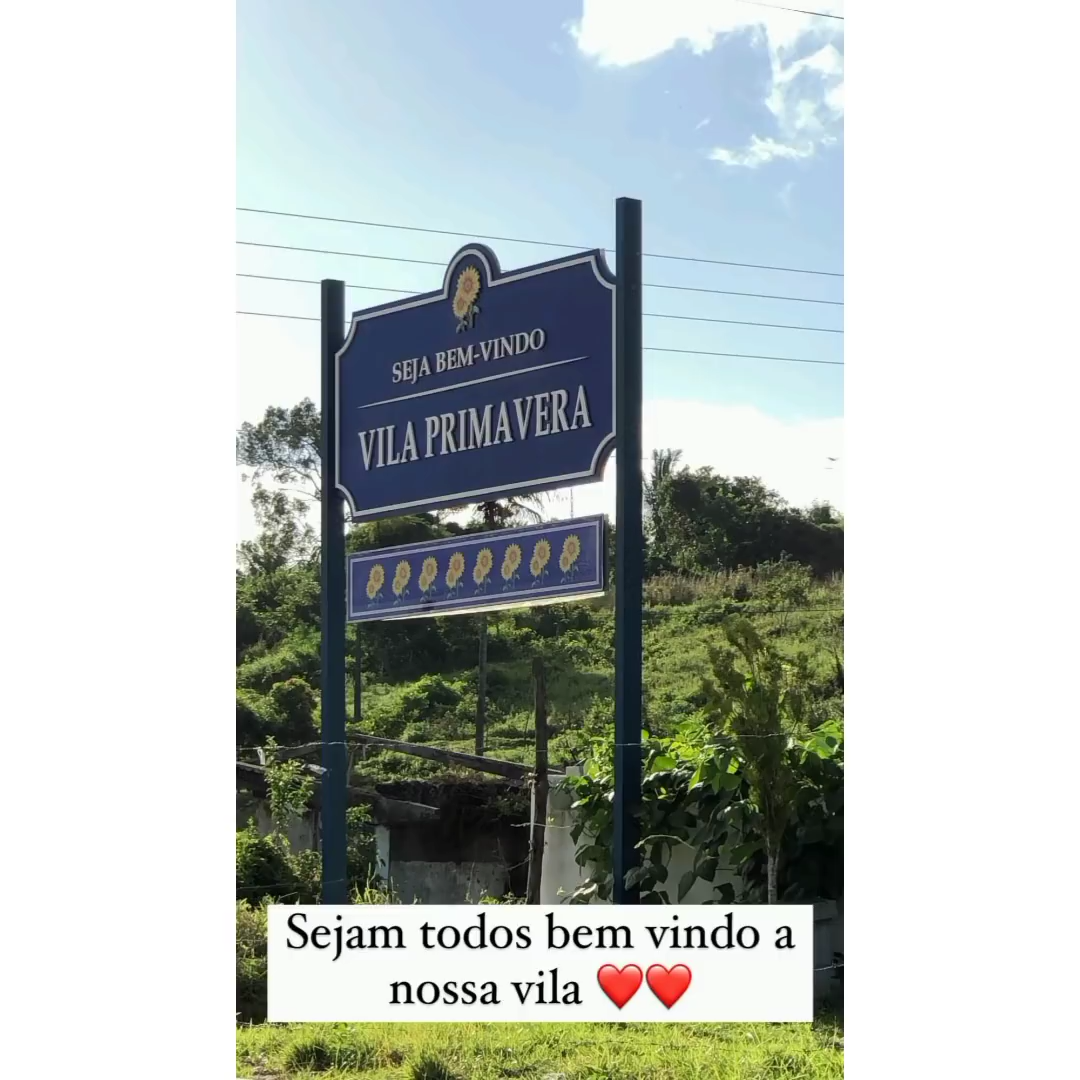 SEJA BEM-VINDO
VILA PRIMAVERA
Sejam todos bem vindo a
nossa vila ❤️❤️